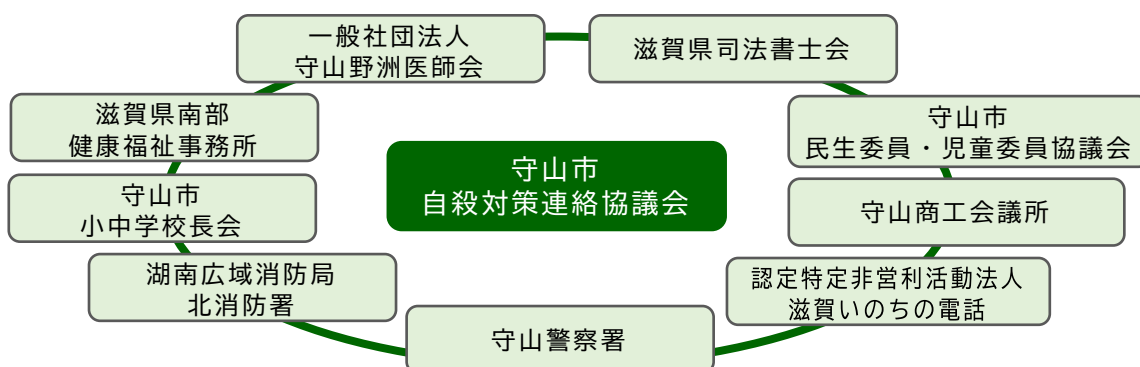 一般社団法人
守山野洲医師会
滋賀県司法書士会
滋賀県南部
健康福祉事務所
守山市
民生委員・児童委員協議会
守山市
自殺対策連絡協議会
守山市
小中学校長会
守山商工会議所
湖南広域消防局
北消防署
認定特定非営利活動法人
滋賀いのちの電話
守山警察署